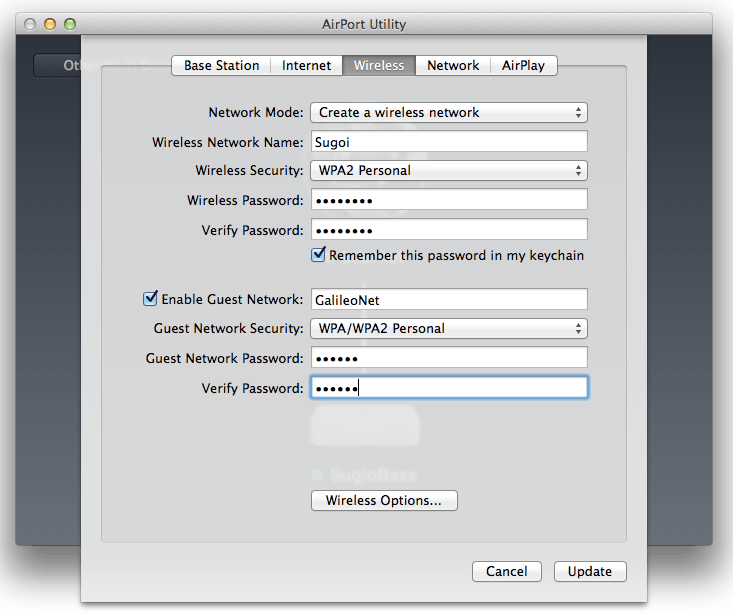 AirPort Utility
Base Station Internet Wireless Network AirPlay
Network Mode: Create a wireless network
Wireless Network Name: Sugoi
Wireless Security: WPA2 Personal
Wireless Password: ••••••••
Verify Password: ••••••••
Remember this password in my keychain
Enable Guest Network: GalileoNet
Guest Network Security: WPA/WPA2 Personal
Guest Network Password: ••••••
Verify Password: ••••••
SugioBase
Wireless Options...
Cancel Update